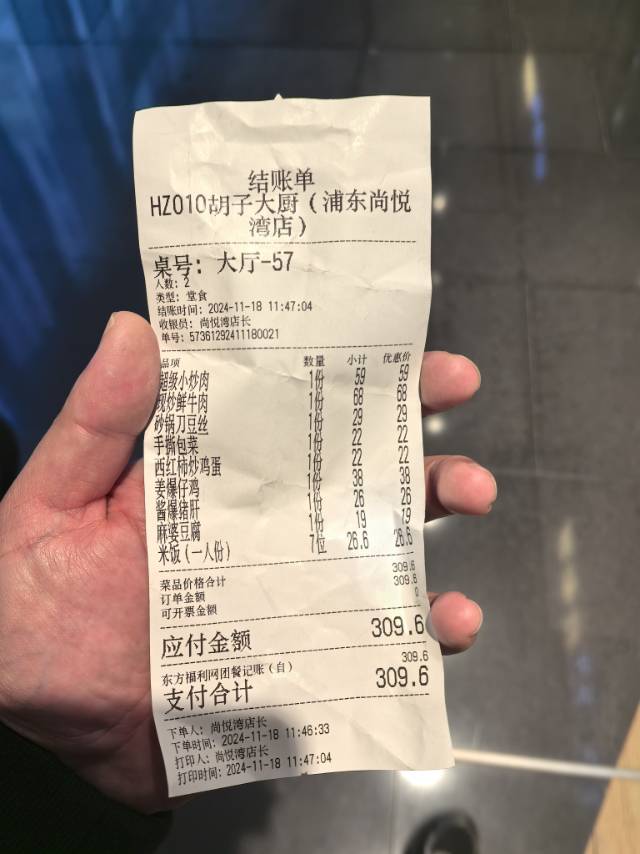 结账单
HZ010胡子大厨（浦东尚悦
湾店）
桌号：大厅-57
人数：2
类型：堂食
结账时间：2024-11-18 11:47:04
收银员：尚悦湾店长
单号：57361292411180021
品项 数量 小计 优惠价
超级小炒肉 1份 59 59
现炒鲜牛肉 1份 68 68
砂锅刀豆丝 1份 29 29
手撕包菜 1份 22 22
西红柿炒鸡蛋 1份 22 22
姜爆仔鸡 1份 38 38
酱爆猪肝 1份 26 26
麻婆豆腐 1份 19 19
米饭（一人份） 7位 26.6 26.6
菜品价格合计 309.6
订单金额 309.6
可开票金额 0
应付金额 309.6
东方福利网团餐记账（自） 309.6
支付合计 309.6
下单人：尚悦湾店长
下单时间：2024-11-18 11:46:33
打印人：尚悦湾店长
打印时间：2024-11-18 11:47:04